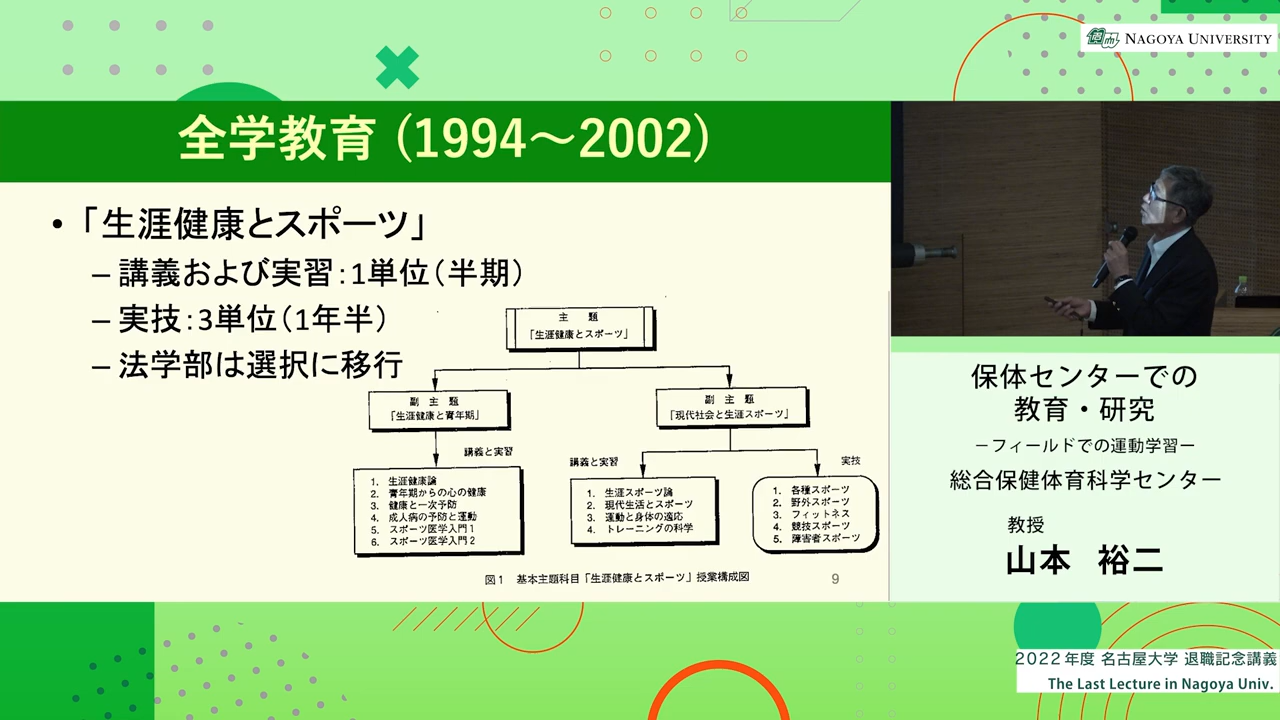 NAGOYA UNIVERSITY
全学教育 (1994～2002)
• 「生涯健康とスポーツ」
– 講義および実習：1単位（半期）
– 実技：3単位（1年半）
– 法学部は選択に移行
主 題
「生涯健康とスポーツ」
副 主 題
「生涯健康と青年期」
副 主 題
「現代社会と生涯スポーツ」
講義と実習
1. 生涯健康論
2. 青年期からの心の健康
3. 健康と一次予防
4. 成人病の予防と運動
5. スポーツ医学入門1
6. スポーツ医学入門2
講義と実習
1. 生涯スポーツ論
2. 現代生活とスポーツ
3. 運動と身体の適応
4. トレーニングの科学
実技
1. 各種スポーツ
2. 野外スポーツ
3. フィットネス
4. 競技スポーツ
5. 障害者スポーツ
図1 基本主題科目「生涯健康とスポーツ」授業構成図
9
保体センターでの
教育・研究
－フィールドでの運動学習－
総合保健体育科学センター
教授
山本 裕二
2022年度 名古屋大学 退職記念講義
The Last Lecture in Nagoya Univ.